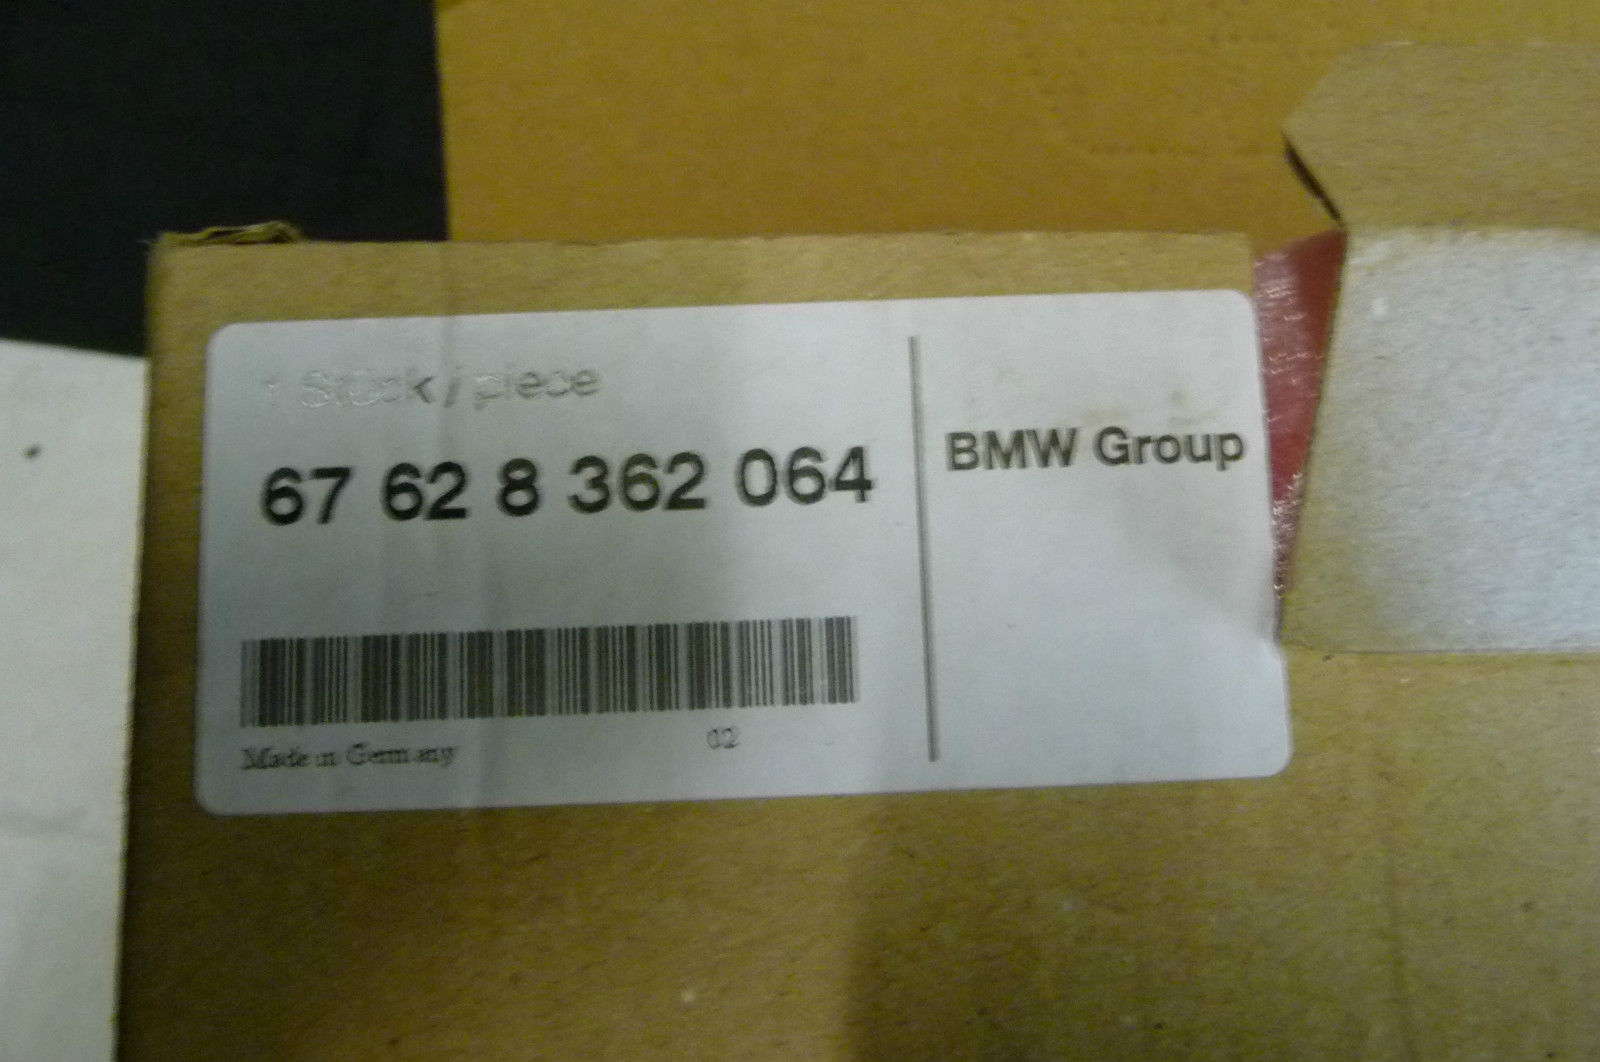 1 Stück / piece
67 62 8 362 064
BMW Group
Made in Germany
02